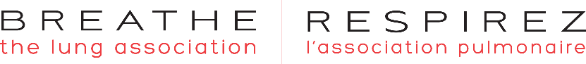 BREATHE
the lung association
RESPIREZ
l'association pulmonaire